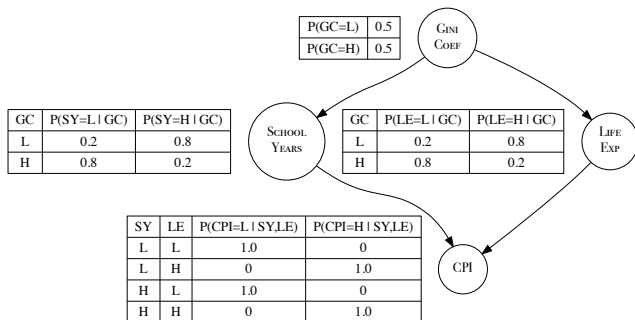 P(GC=L) 0.5
P(GC=H) 0.5
GINI
COEF
GC P(SY=L | GC) P(SY=H | GC)
L 0.2 0.8
H 0.8 0.2
SCHOOL
YEARS
GC P(LE=L | GC) P(LE=H | GC)
L 0.2 0.8
H 0.8 0.2
LIFE
EXP
SY LE P(CPI=L | SY,LE) P(CPI=H | SY,LE)
L L 1.0 0
L H 0 1.0
H L 1.0 0
H H 0 1.0
CPI